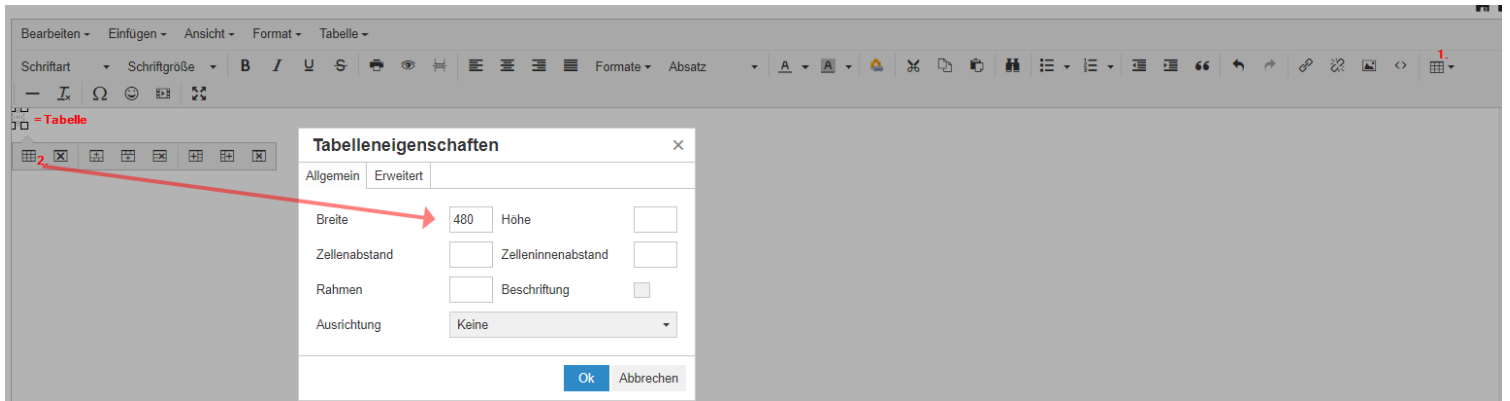 Bearbeiten Einfügen Ansicht Format Tabelle
1.
Schriftart Schriftgröße B I U S Formate Absatz A A
Ix Ω
= Tabelle
2.
Tabelleneigenschaften ×
Allgemein Erweitert
Breite 480 Höhe
Zellenabstand Zelleninnenabstand
Rahmen Beschriftung
Ausrichtung Keine
Ok Abbrechen